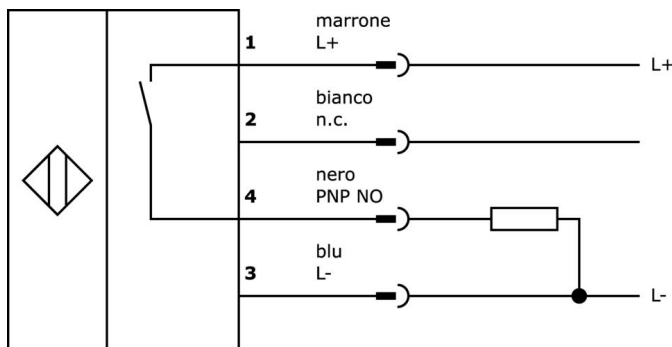 marrone
1 L+ L+
bianco
2 n.c.
nero
4 PNP NO
blu
3 L- L-